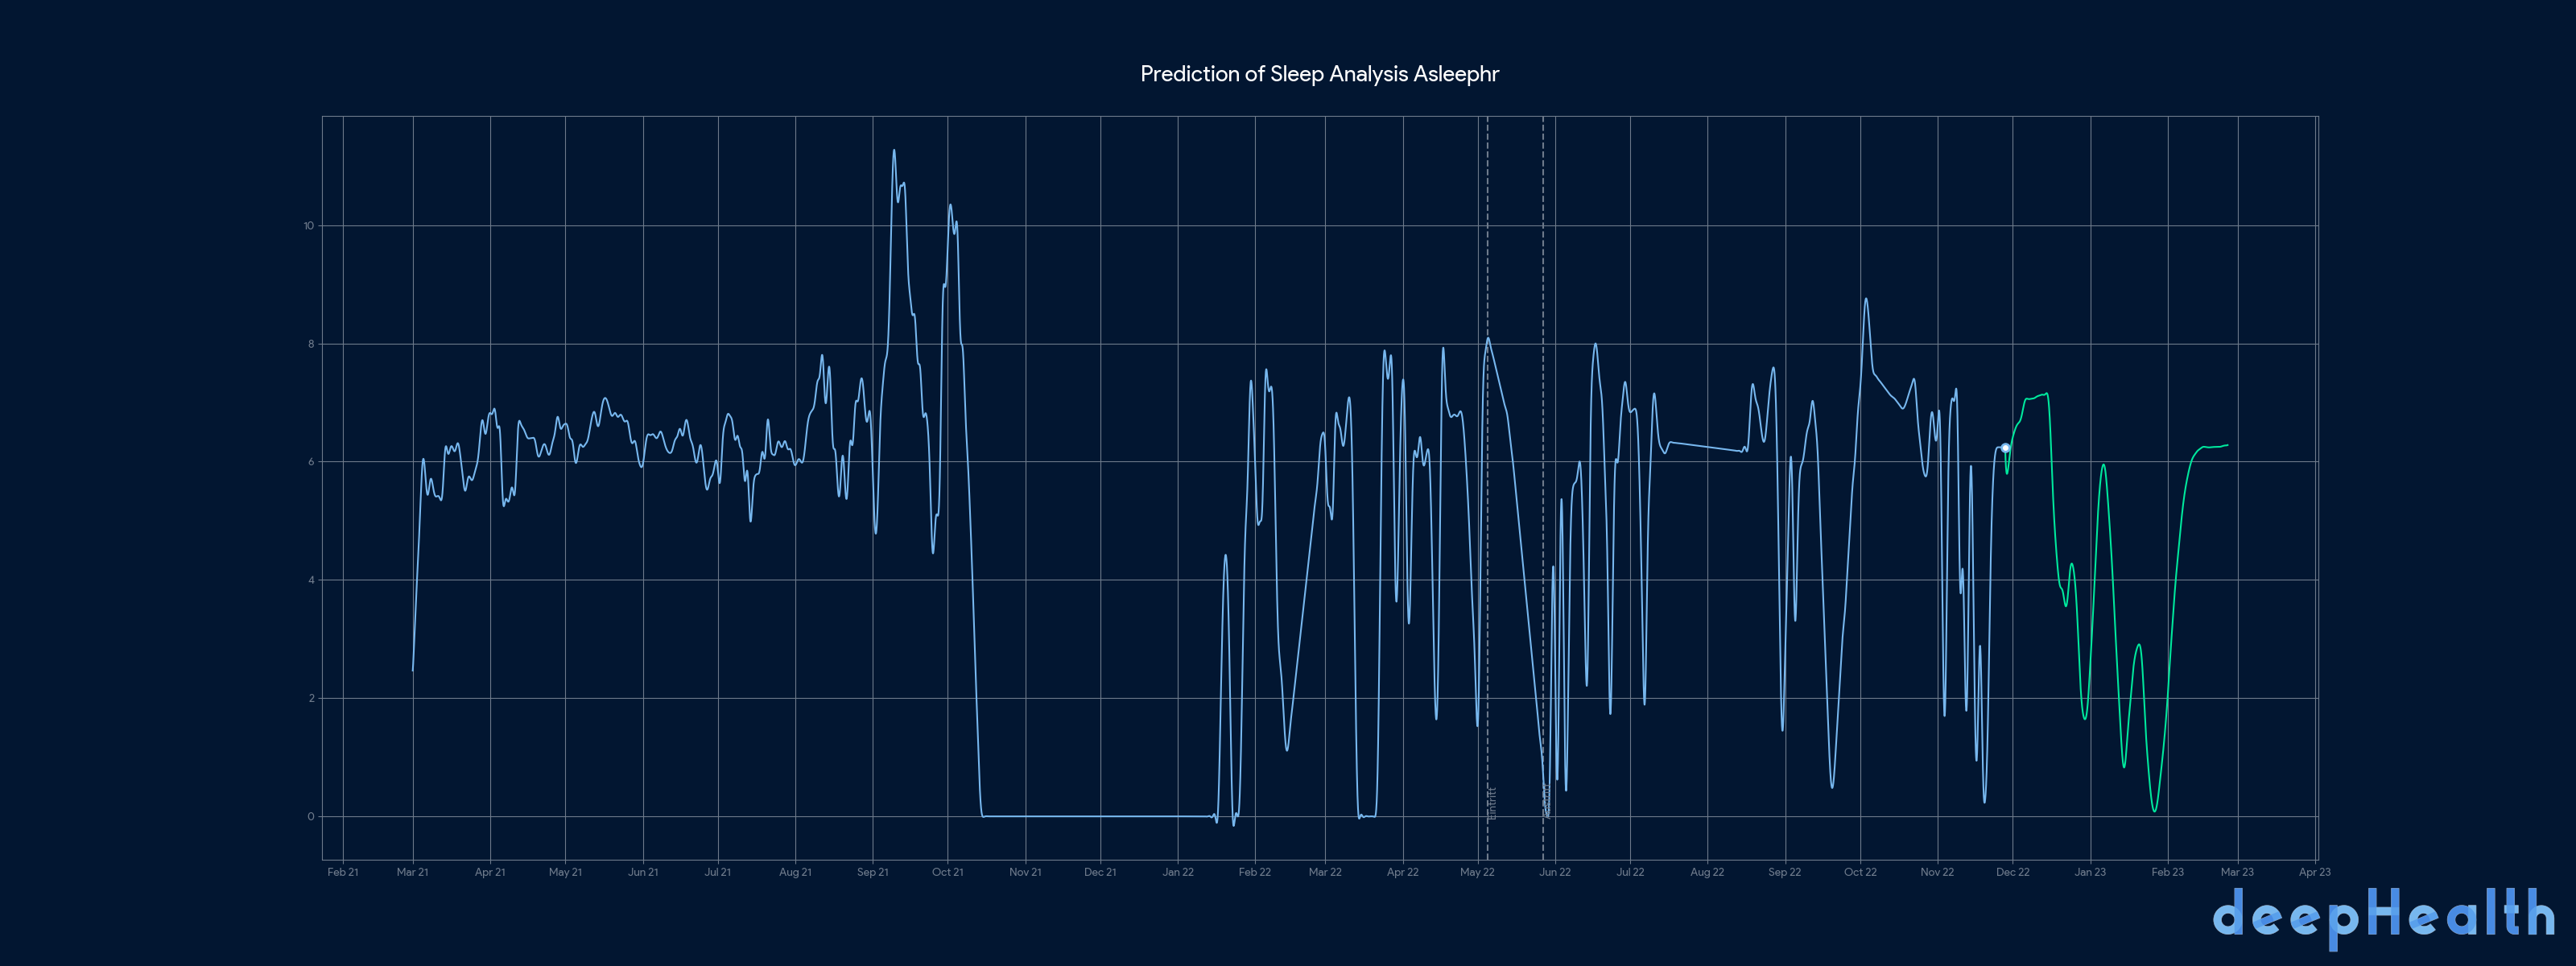 Prediction of Sleep Analysis Asleephr
10
8
6
4
2
0
Eintritt
Feb 21 Mar 21 Apr 21 May 21 Jun 21 Jul 21 Aug 21 Sep 21 Oct 21 Nov 21 Dec 21 Jan 22 Feb 22 Mar 22 Apr 22 May 22 Jun 22 Jul 22 Aug 22 Sep 22 Oct 22 Nov 22 Dec 22 Jan 23 Feb 23 Mar 23 Apr 23
deepHealth